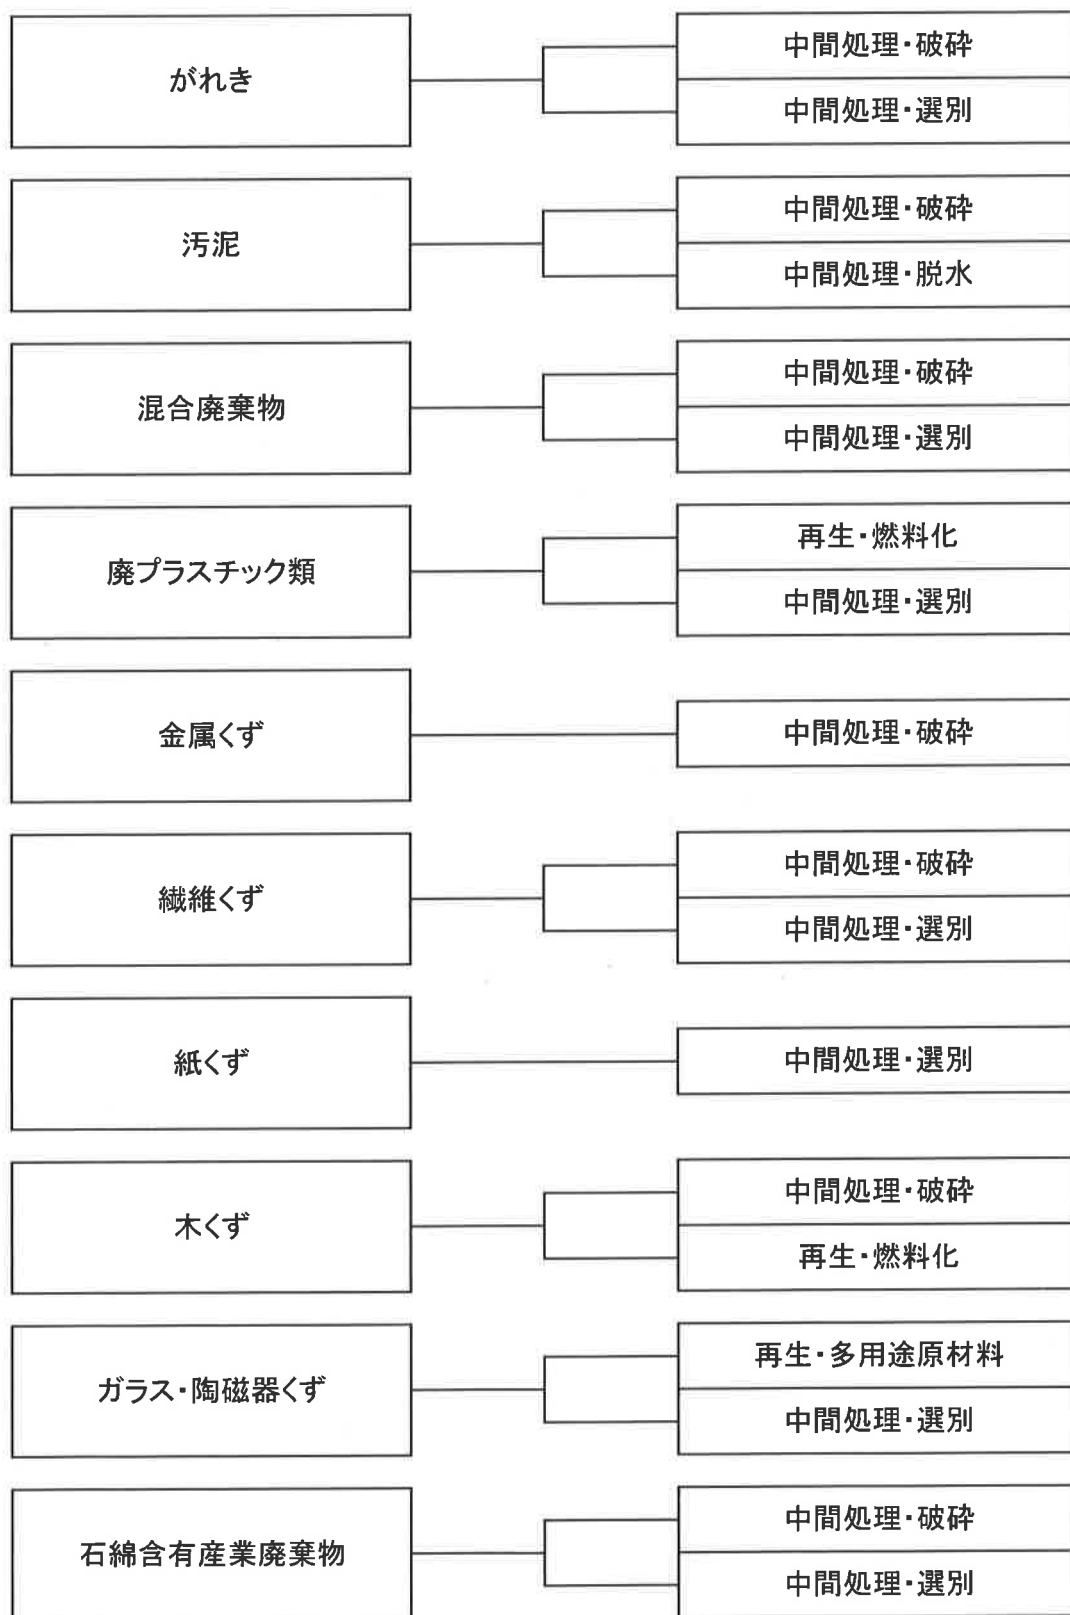 がれき
中間処理・破砕
中間処理・選別
汚泥
中間処理・破砕
中間処理・脱水
混合廃棄物
中間処理・破砕
中間処理・選別
廃プラスチック類
再生・燃料化
中間処理・選別
金属くず
中間処理・破砕
繊維くず
中間処理・破砕
中間処理・選別
紙くず
中間処理・選別
木くず
中間処理・破砕
再生・燃料化
ガラス・陶磁器くず
再生・多用途原材料
中間処理・選別
石綿含有産業廃棄物
中間処理・破砕
中間処理・選別